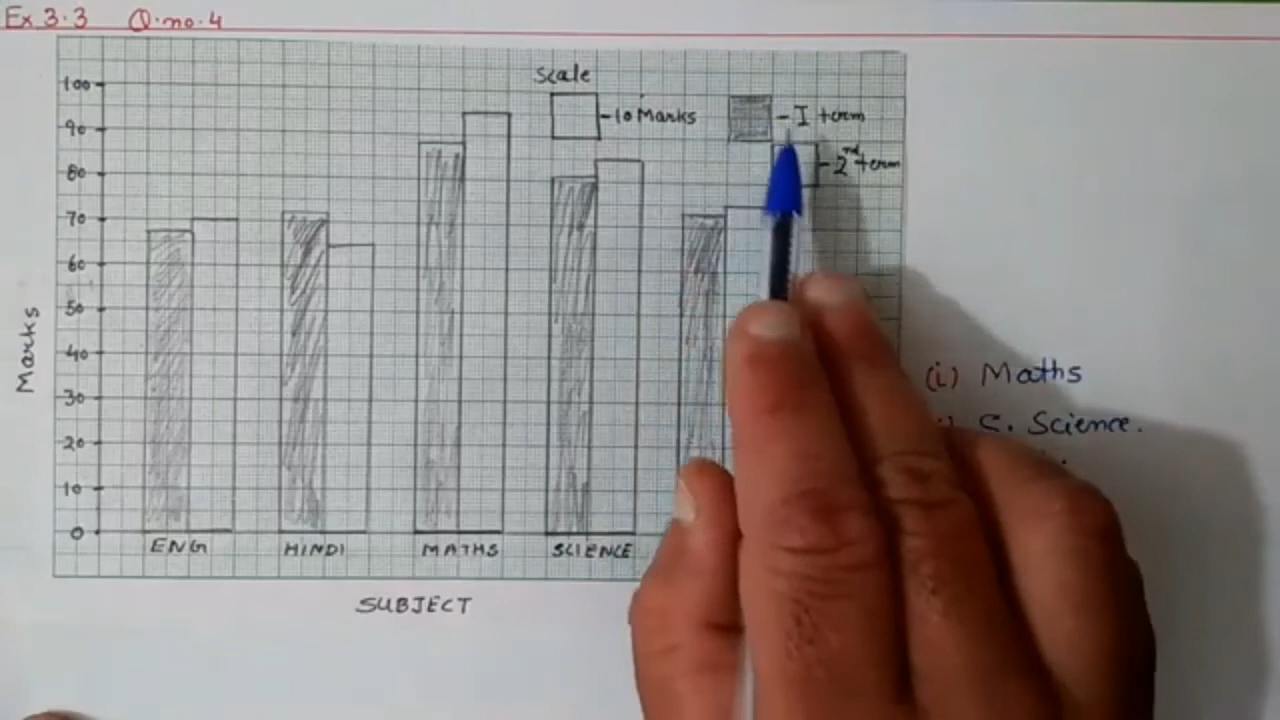 Ex 3.3 Q.no.4
Scale
-10 Marks
- I term
- 2nd term
100
90
80
70
60
50
40
30
20
10
0
Marks
ENG HINDI MATHS SCIENCE
SUBJECT
(i) Maths
S. Science.